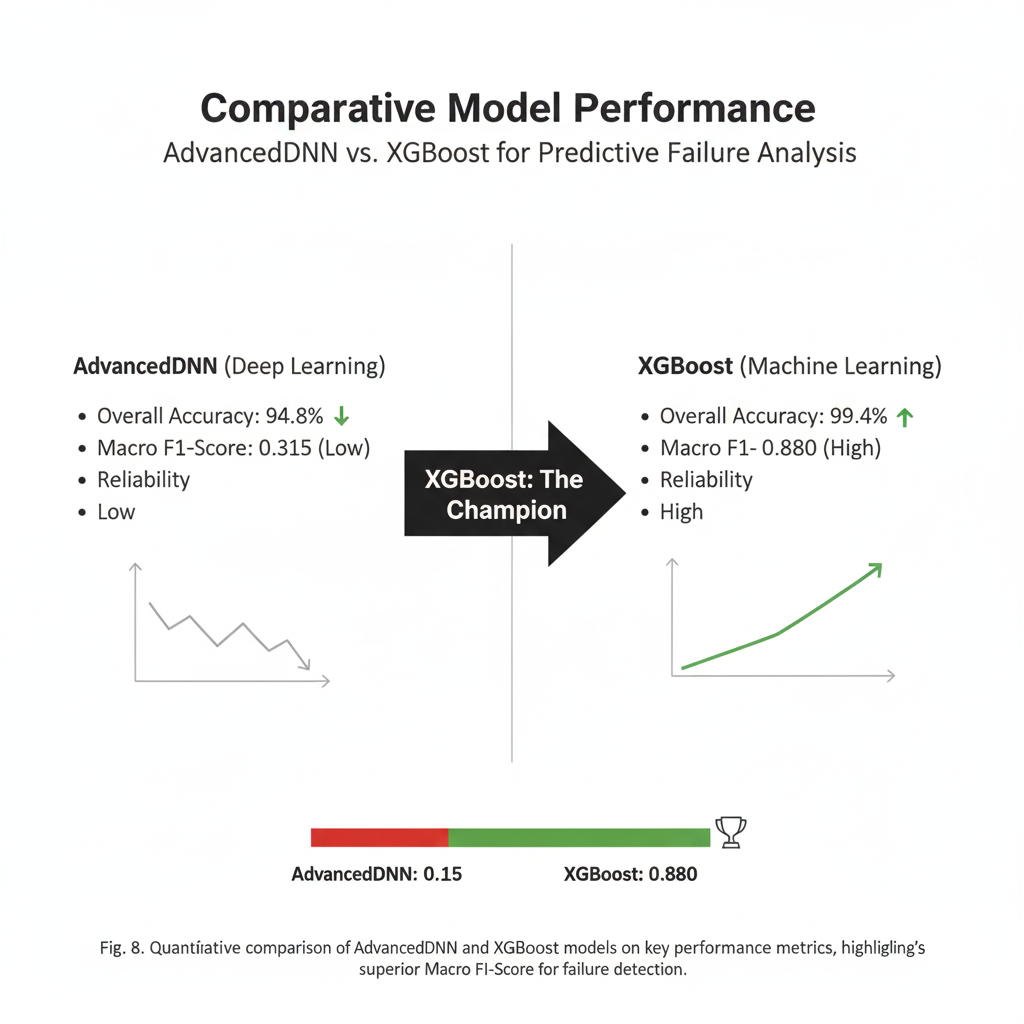 Comparative Model Performance
AdvancedDNN vs. XGBoost for Predictive Failure Analysis
AdvancedDNN (Deep Learning)
• Overall Accuracy: 94.8% ↓
• Macro F1-Score: 0.315 (Low)
• Reliability
• Low
XGBoost: The
Champion
XGBoost (Machine Learning)
• Overall Accuracy: 99.4% ↑
• Macro F1- 0.880 (High)
• Reliability
• High
AdvancedDNN: 0.15
XGBoost: 0.880
Fig. 8. Quantíıative comparison of AdvancedDNN and XGBoost models on key performance metrics, highligling's
superior Macro FI-Score for failure detection.